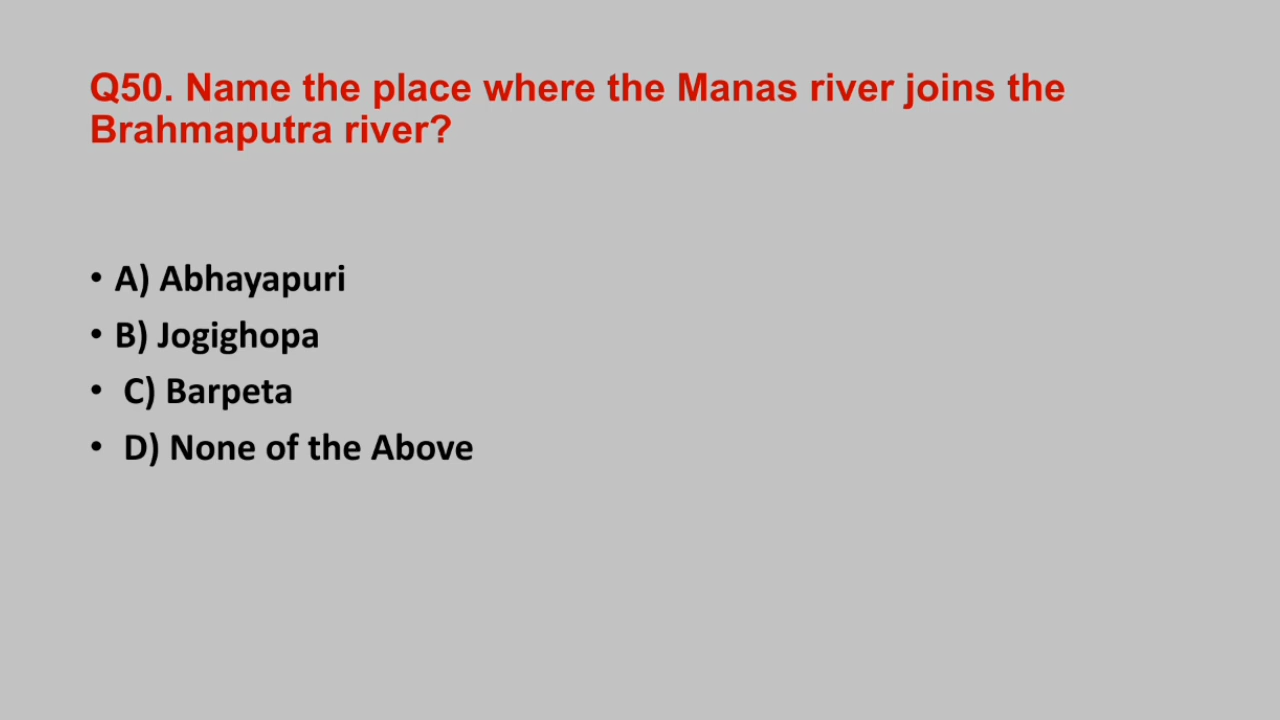 Q50. Name the place where the Manas river joins the
Brahmaputra river?
• A) Abhayapuri
• B) Jogighopa
• C) Barpeta
• D) None of the Above